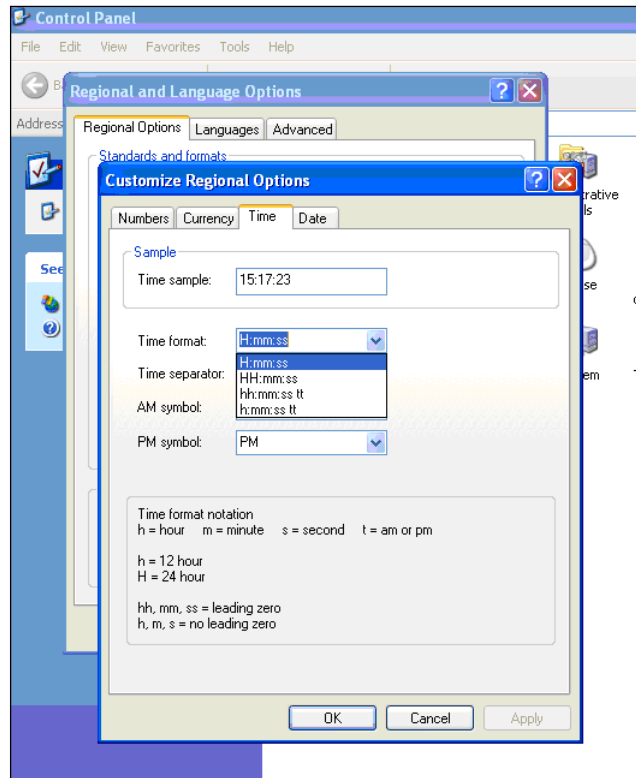 Control Panel
File Edit View Favorites Tools Help
Address
Regional and Language Options
Regional Options Languages Advanced
Standards and formats
Customize Regional Options
Numbers Currency Time Date
Sample
Time sample: 15:17:23
Time format: H:mm:ss
H:mm:ss
HH:mm:ss
hh:mm:ss tt
h:mm:ss tt
Time separator:
AM symbol:
PM symbol: PM
Time format notation
h = hour m = minute s = second t = am or pm
h = 12 hour
H = 24 hour
hh, mm, ss = leading zero
h, m, s = no leading zero
OK Cancel Apply
See